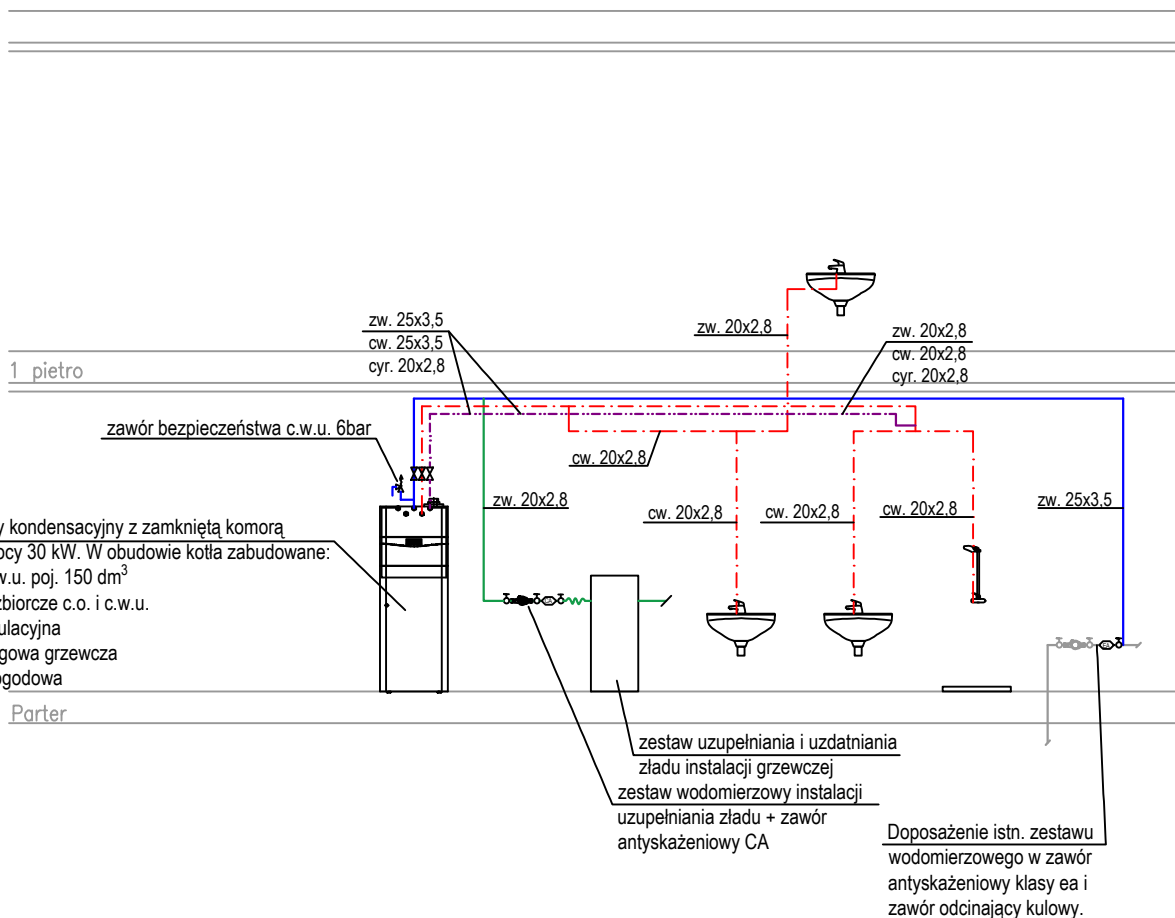 zw. 25x3,5
cw. 25x3,5
cyr. 20x2,8
zw. 20x2,8
zw. 20x2,8
cw. 20x2,8
cyr. 20x2,8
1 pietro
zawór bezpieczeństwa c.w.u. 6bar
cw. 20x2,8
zw. 20x2,8
cw. 20x2,8
cw. 20x2,8
cw. 20x2,8
zw. 25x3,5
y kondensacyjny z zamkniętą komorą
ocy 30 kW. W obudowie kotła zabudowane:
w.u. poj. 150 dm³
zbiorcze c.o. i c.w.u.
ulacyjna
gowa grzewcza
ogodowa
CA
EA
Parter
zestaw uzupełniania i uzdatniania
zładu instalacji grzewczej
zestaw wodomierzowy instalacji
uzupełniania zładu + zawór
antyskażeniowy CA
Doposażenie istn. zestawu
wodomierzowego w zawór
antyskażeniowy klasy ea i
zawór odcinający kulowy.